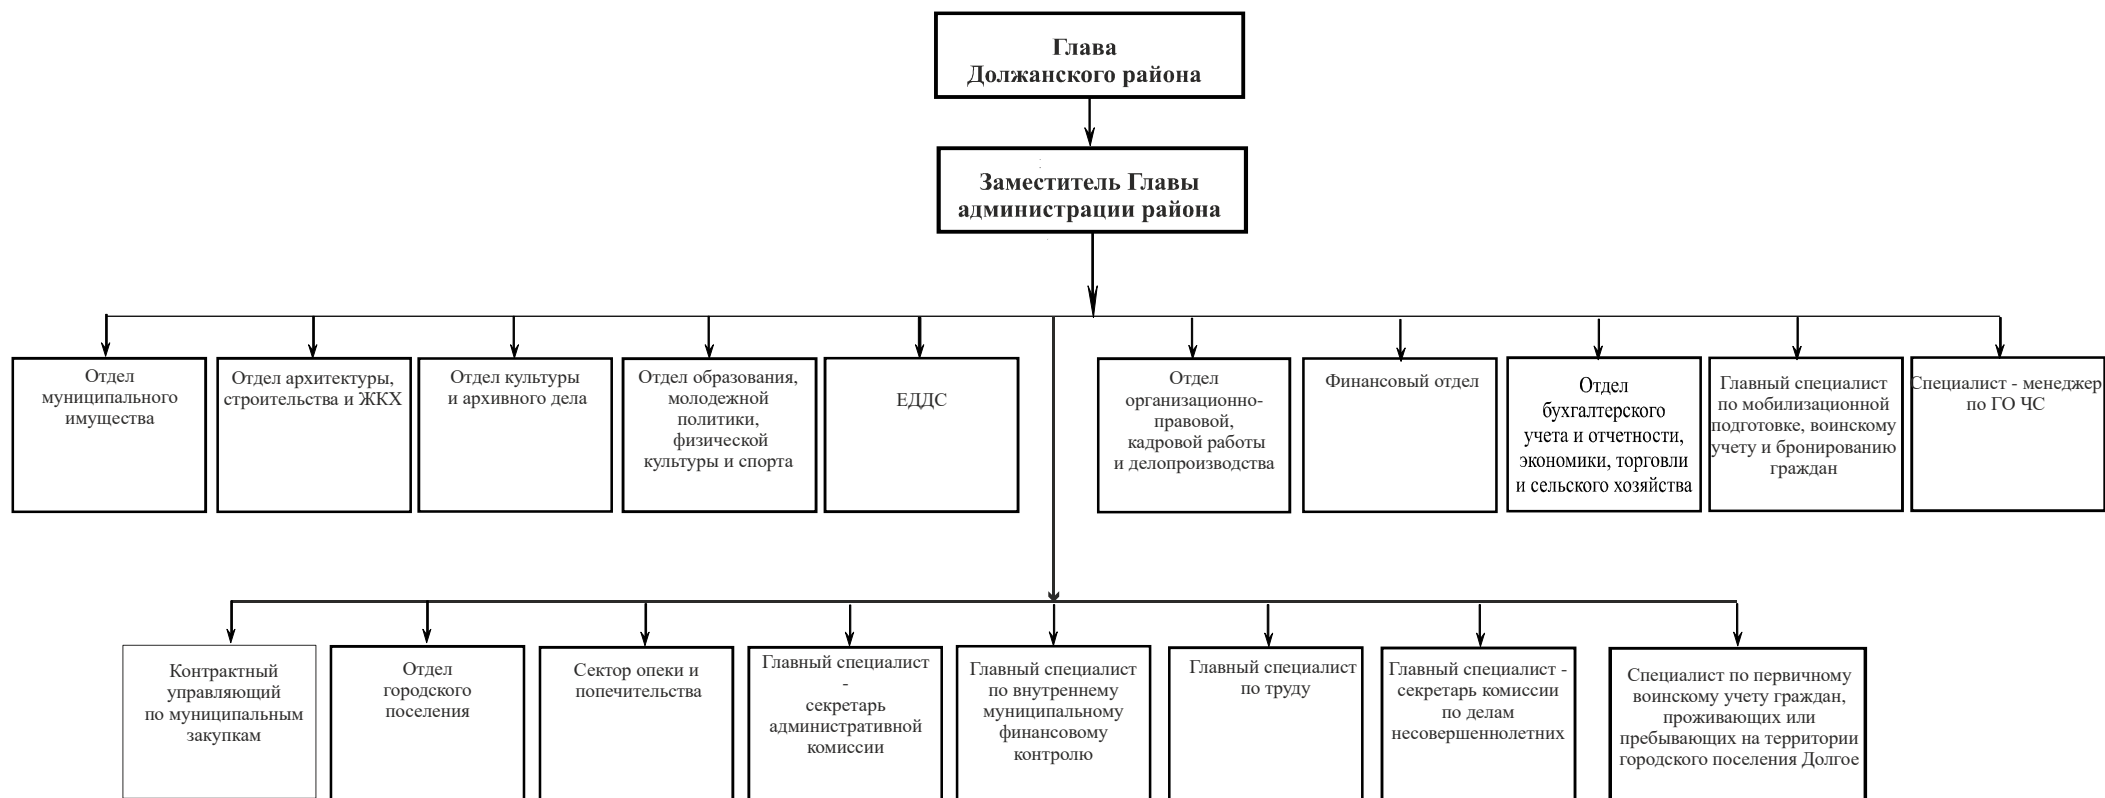 Глава
Должанского района
Заместитель Главы
администрации района
Отдел
муниципального
имущества
Отдел архитектуры,
строительства и ЖКХ
Отдел культуры
и архивного дела
Отдел образования,
молодежной
политики,
физической
культуры и спорта
ЕДДС
Отдел
организационно-
правовой,
кадровой работы
и делопроизводства
Финансовый отдел
Отдел
бухгалтерского
учета и отчетности,
экономики, торговли
и сельского хозяйства
Главный специалист
по мобилизационной
подготовке, воинскому
учету и бронированию
граждан
Специалист - менеджер
по ГО ЧС
Контрактный
управляющий
по муниципальным
закупкам
Отдел
городского
поселения
Сектор опеки и
попечительства
Главный специалист
-
секретарь
административной
комиссии
Главный специалист
по внутреннему
муниципальному
финансовому
контролю
Главный специалист
по труду
Главный специалист -
секретарь комиссии
по делам
несовершеннолетних
Специалист по первичному
воинскому учету граждан,
проживающих или
пребывающих на территории
городского поселения Долгое